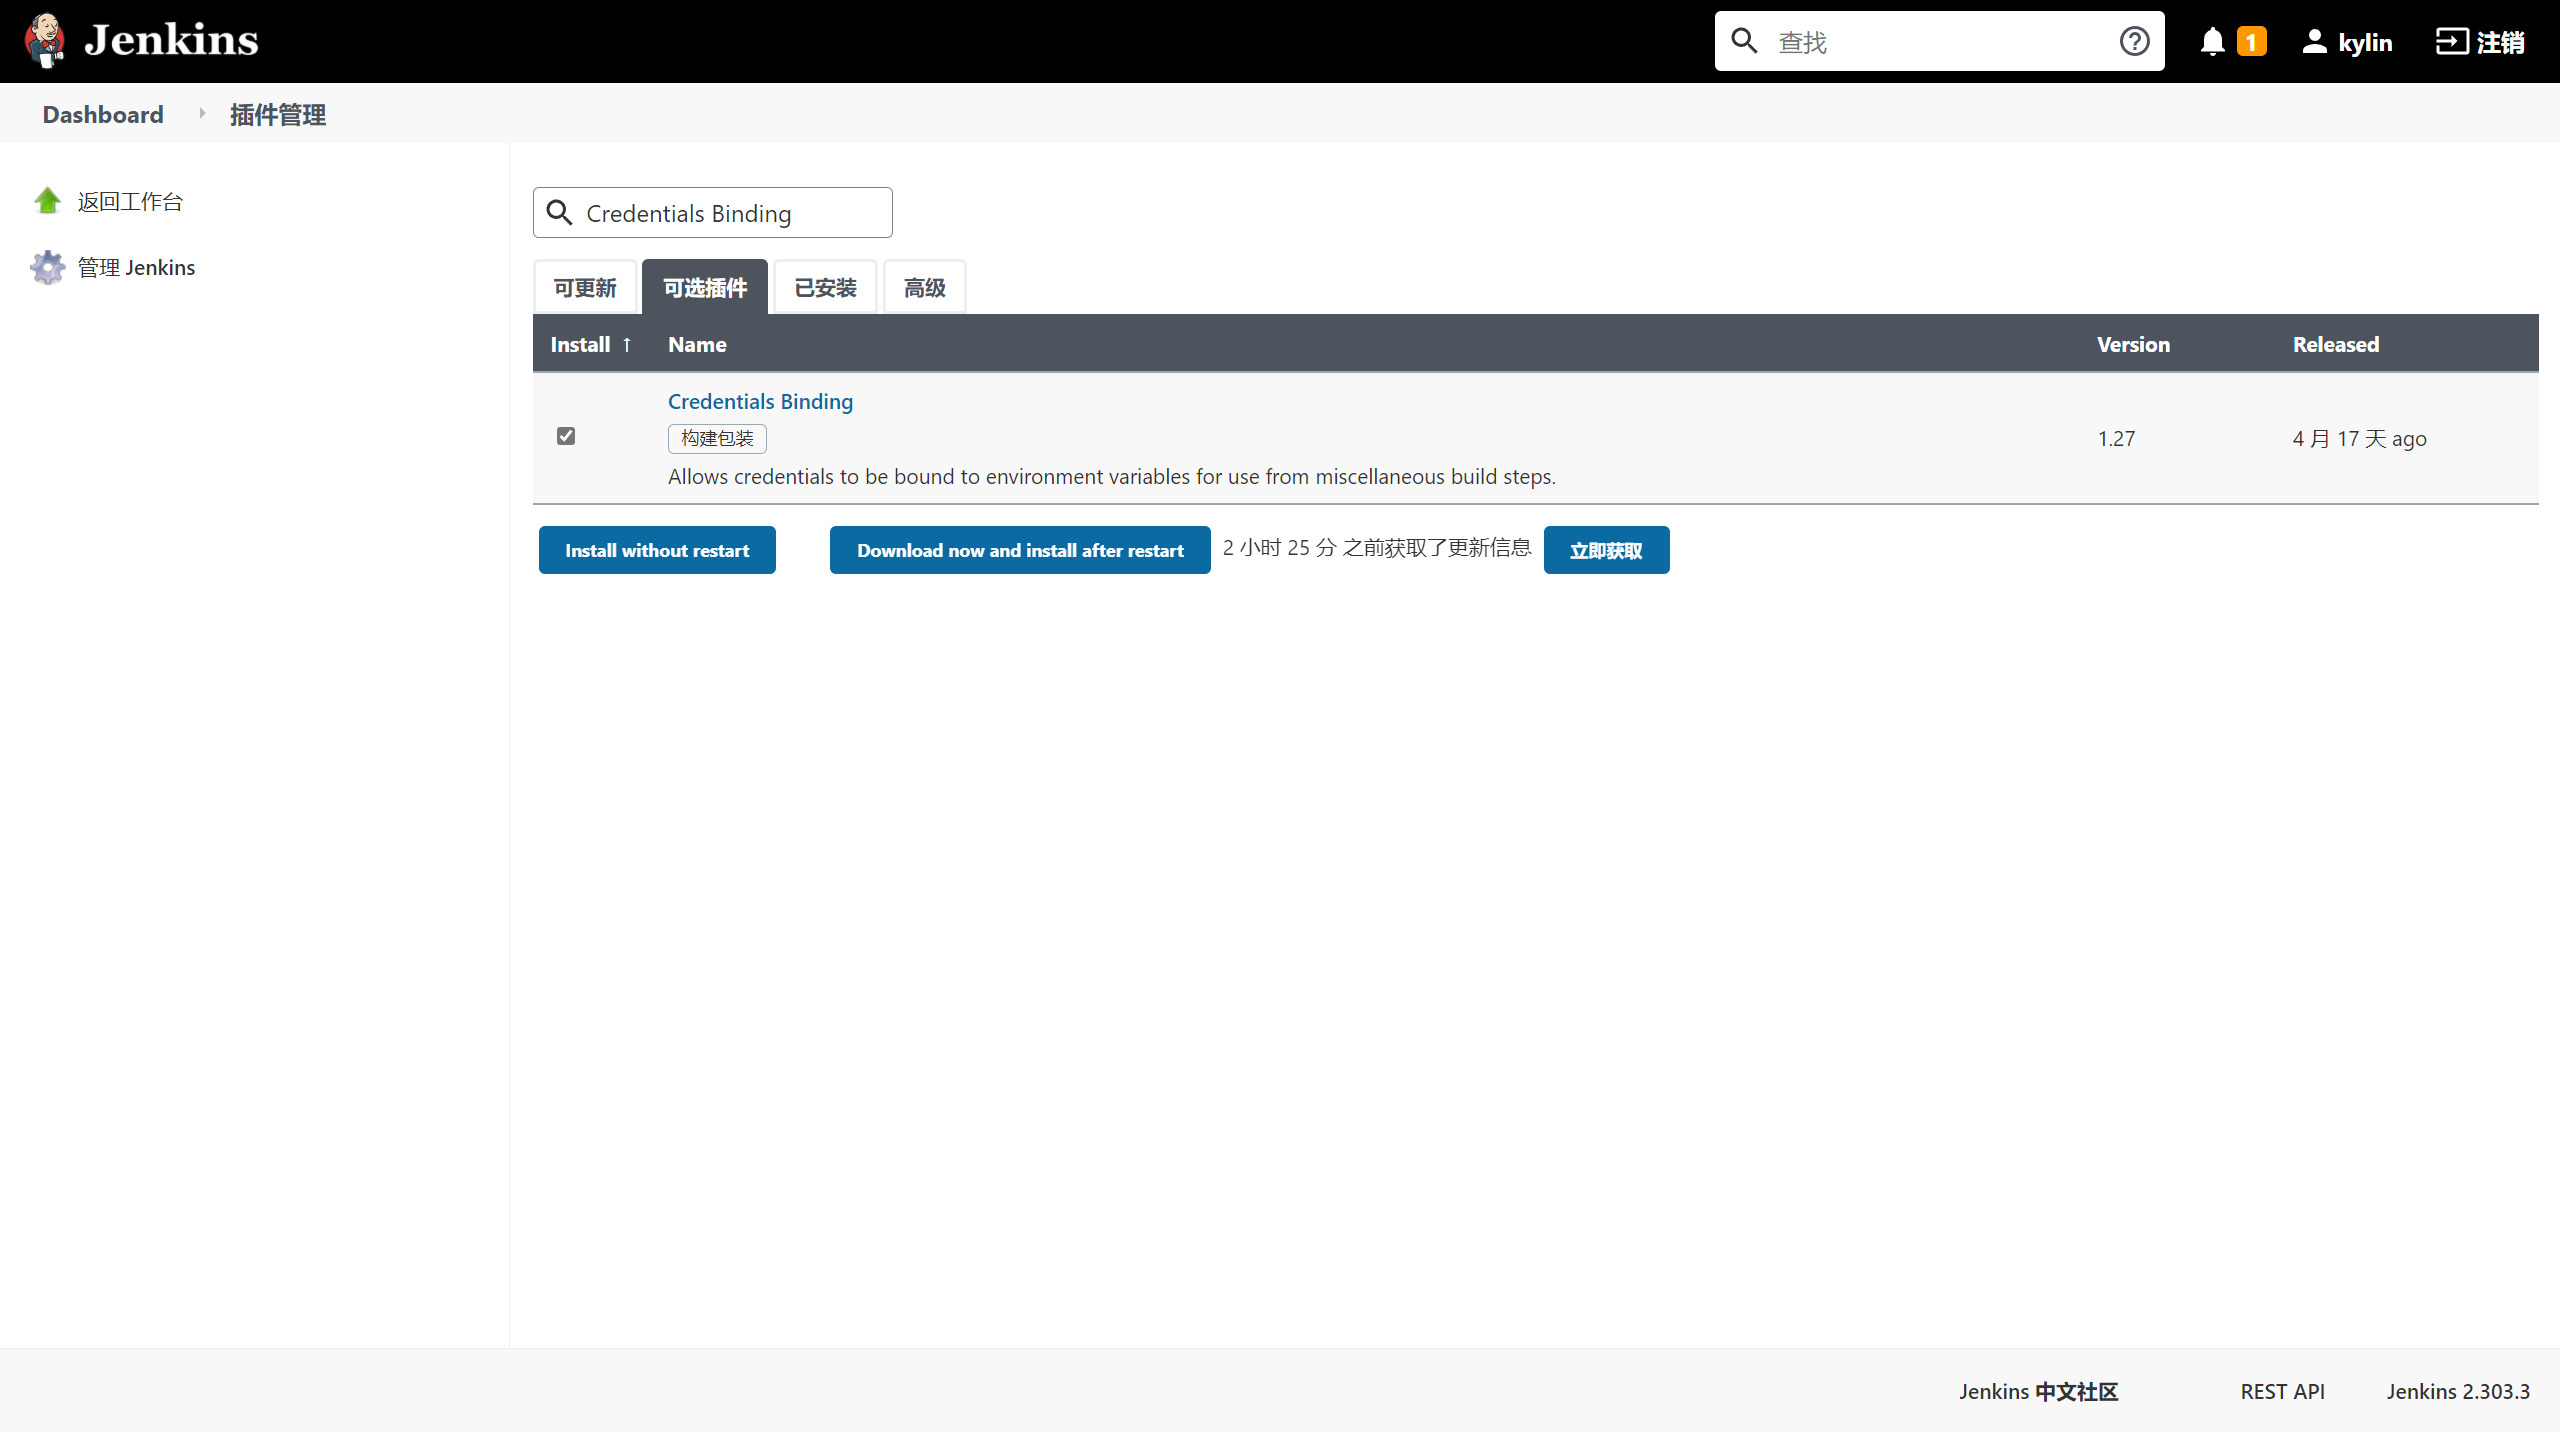 Jenkins
查找
1
kylin
注销
Dashboard
插件管理
返回工作台
管理 Jenkins
Credentials Binding
可更新
可选插件
已安装
高级
Install ↑
Name
Version
Released
Credentials Binding
构建包装
Allows credentials to be bound to environment variables for use from miscellaneous build steps.
1.27
4 月 17 天 ago
Install without restart
Download now and install after restart
2 小时 25 分 之前获取了更新信息
立即获取
Jenkins 中文社区
REST API
Jenkins 2.303.3